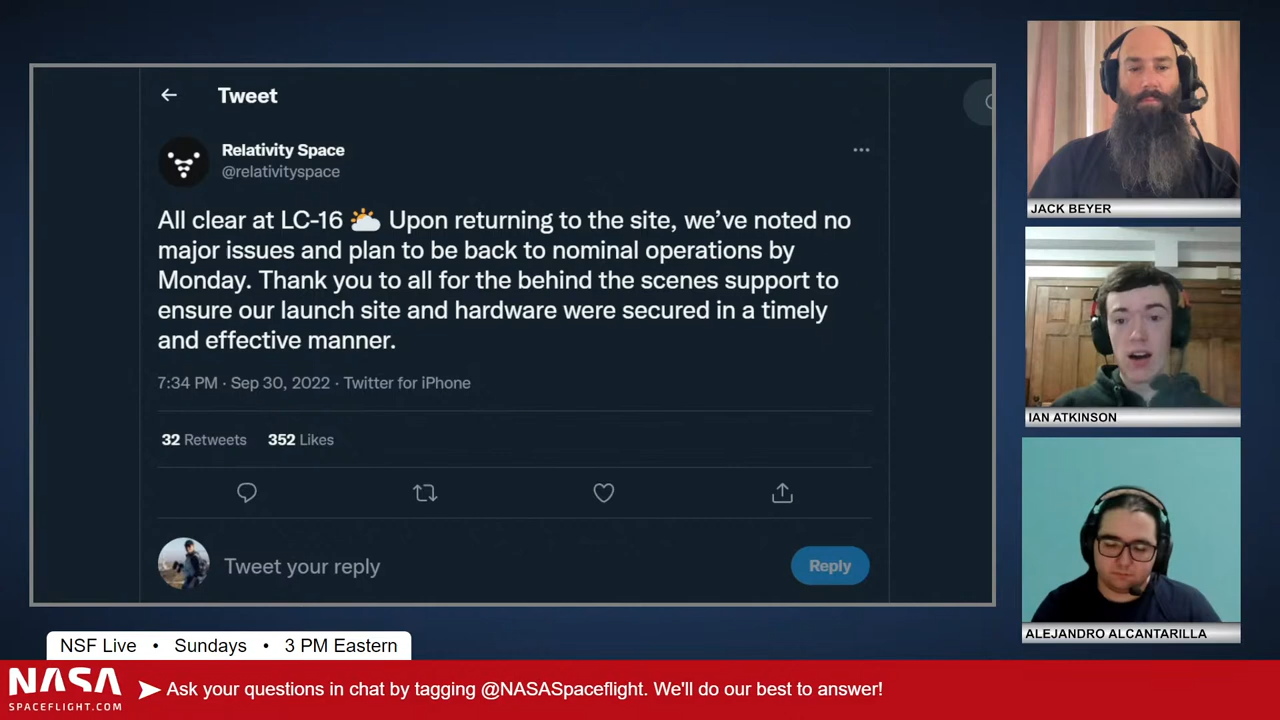 Tweet
Relativity Space
@relativityspace
All clear at LC-16 🌤️ Upon returning to the site, we’ve noted no
major issues and plan to be back to nominal operations by
Monday. Thank you to all for the behind the scenes support to
ensure our launch site and hardware were secured in a timely
and effective manner.
7:34 PM · Sep 30, 2022 · Twitter for iPhone
32 Retweets 352 Likes
Tweet your reply
Reply
JACK BEYER
IAN ATKINSON
ALEJANDRO ALCANTARILLA
NSF Live • Sundays • 3 PM Eastern
NASA
SPACEFLIGHT.COM
Ask your questions in chat by tagging @NASASpaceflight. We'll do our best to answer!